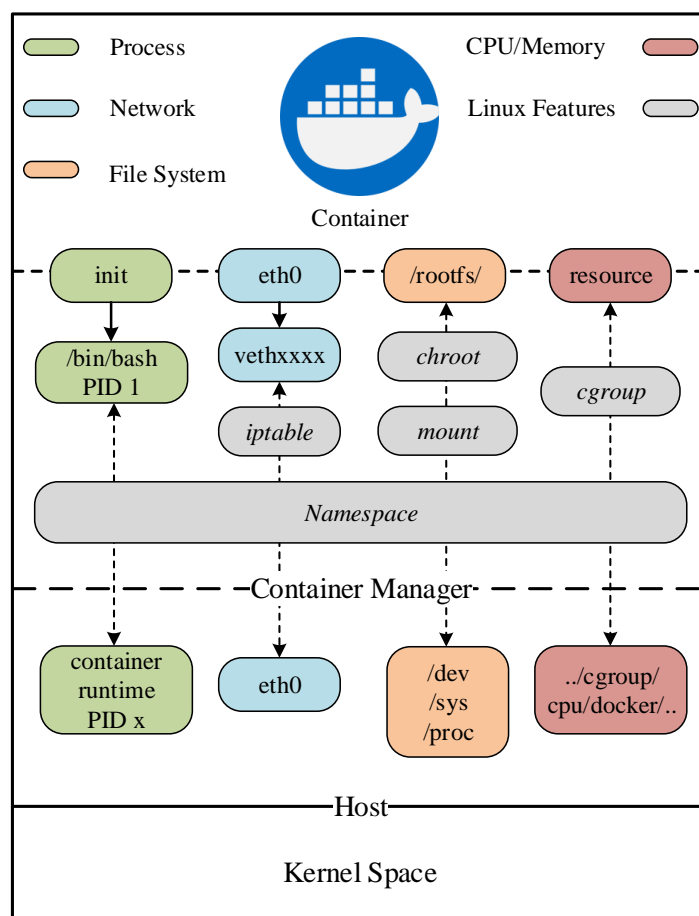 Process
CPU/Memory
Network
Linux Features
File System
Container
init
eth0
/rootfs/
resource
/bin/bash
PID 1
vethxxxx
chroot
cgroup
iptable
mount
Namespace
Container Manager
container
runtime
PID x
eth0
/dev
/sys
/proc
../cgroup/
cpu/docker/..
Host
Kernel Space